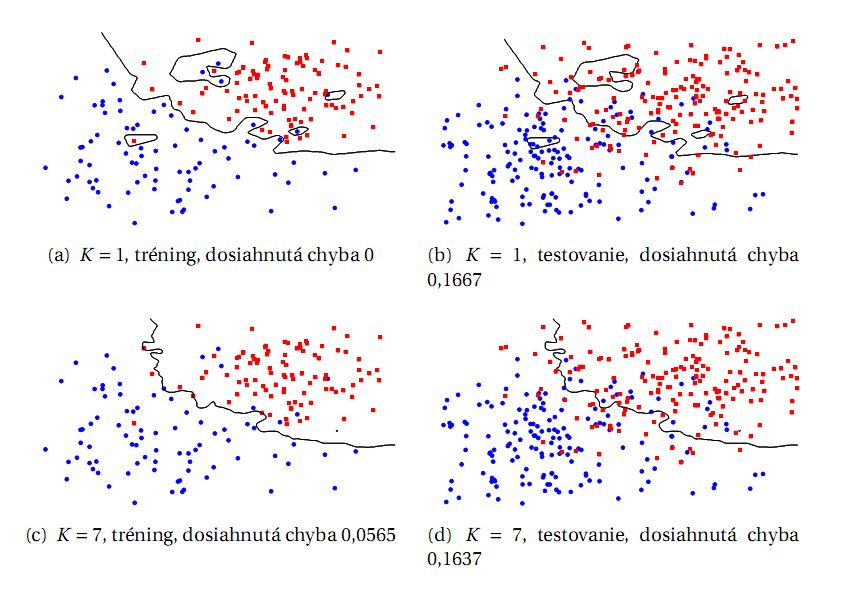 (a) K = 1, tréning, dosiahnutá chyba 0
(b) K = 1, testovanie, dosiahnutá chyba
0,1667
(c) K = 7, tréning, dosiahnutá chyba 0,0565
(d) K = 7, testovanie, dosiahnutá chyba
0,1637